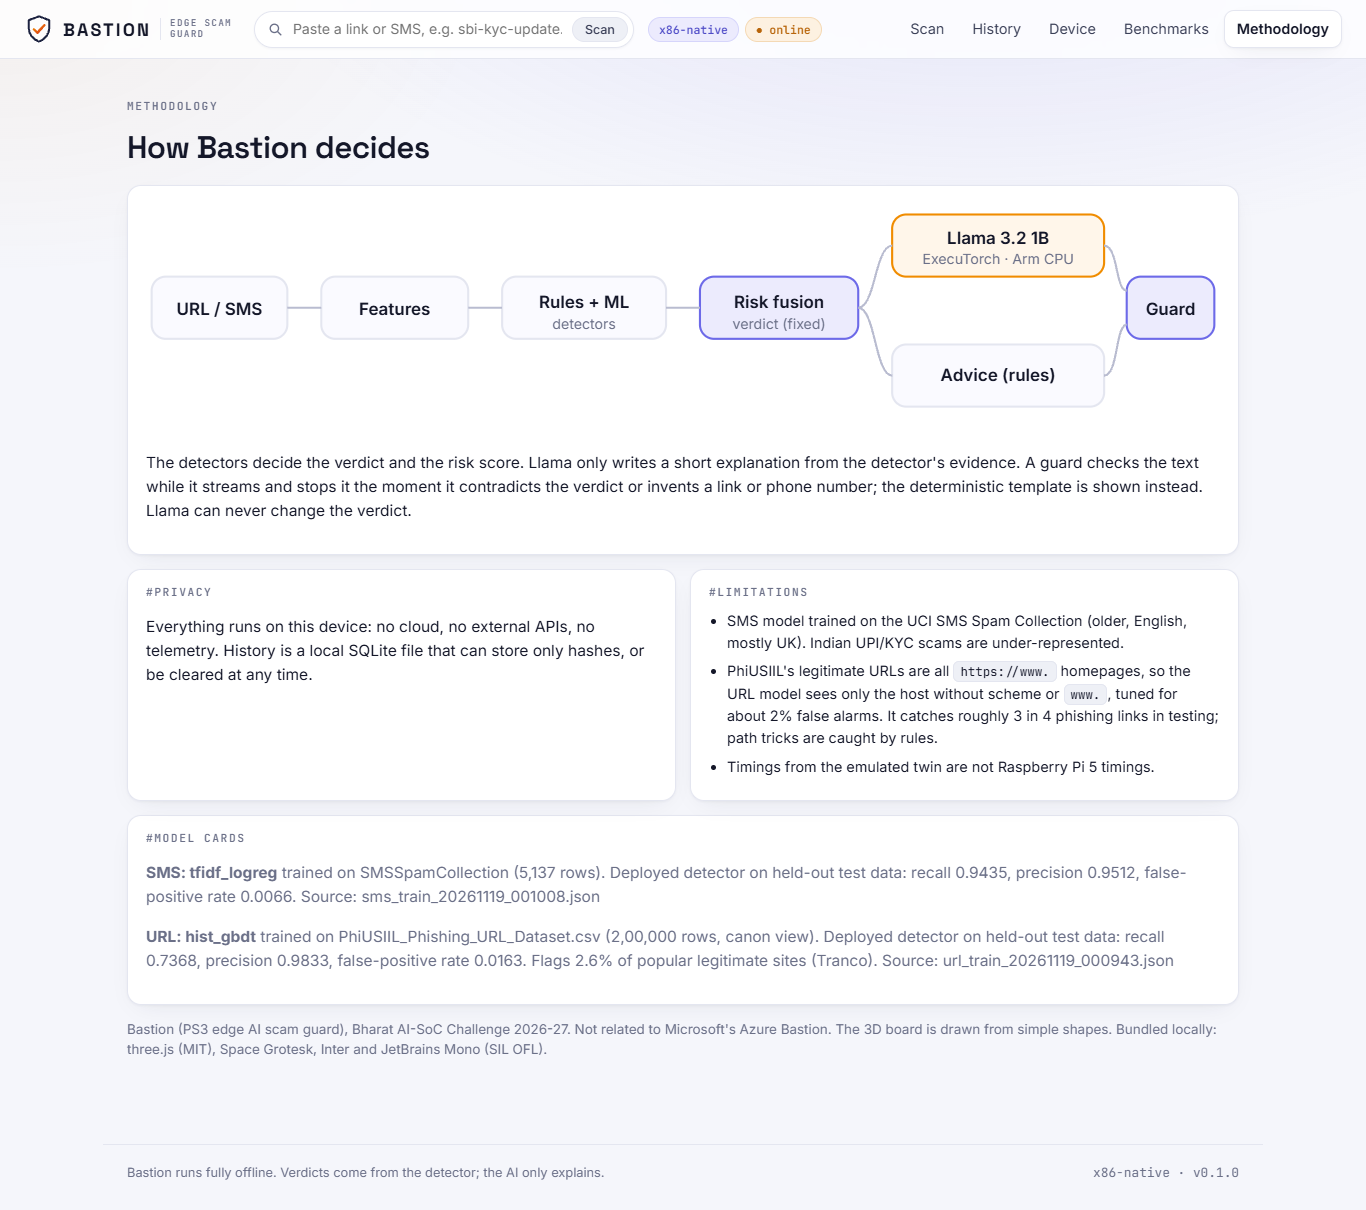 BASTION
EDGE SCAM
GUARD
Paste a link or SMS, e.g. sbi-kyc-update.
Scan
x86-native
• online
Scan
History
Device
Benchmarks
Methodology
METHODOLOGY
How Bastion decides
URL / SMS
Features
Rules + ML
detectors
Risk fusion
verdict (fixed)
Llama 3.2 1B
ExecuTorch · Arm CPU
Advice (rules)
Guard
The detectors decide the verdict and the risk score. Llama only writes a short explanation from the detector's evidence. A guard checks the text
while it streams and stops it the moment it contradicts the verdict or invents a link or phone number; the deterministic template is shown instead.
Llama can never change the verdict.
#PRIVACY
Everything runs on this device: no cloud, no external APIs, no
telemetry. History is a local SQLite file that can store only hashes, or
be cleared at any time.
#LIMITATIONS
• SMS model trained on the UCI SMS Spam Collection (older, English,
mostly UK). Indian UPI/KYC scams are under-represented.
• PhiUSIIL's legitimate URLs are all https://www. homepages, so the
URL model sees only the host without scheme or www. , tuned for
about 2% false alarms. It catches roughly 3 in 4 phishing links in testing;
path tricks are caught by rules.
• Timings from the emulated twin are not Raspberry Pi 5 timings.
#MODEL CARDS
SMS: tfidf_logreg trained on SMSSpamCollection (5,137 rows). Deployed detector on held-out test data: recall 0.9435, precision 0.9512, false-
positive rate 0.0066. Source: sms_train_20261119_001008.json
URL: hist_gbdt trained on PhiUSIIL_Phishing_URL_Dataset.csv (2,00,000 rows, canon view). Deployed detector on held-out test data: recall
0.7368, precision 0.9833, false-positive rate 0.0163. Flags 2.6% of popular legitimate sites (Tranco). Source: url_train_20261119_000943.json
Bastion (PS3 edge AI scam guard), Bharat AI-SoC Challenge 2026-27. Not related to Microsoft's Azure Bastion. The 3D board is drawn from simple shapes. Bundled locally:
three.js (MIT), Space Grotesk, Inter and JetBrains Mono (SIL OFL).
Bastion runs fully offline. Verdicts come from the detector; the AI only explains.
x86-native · v0.1.0